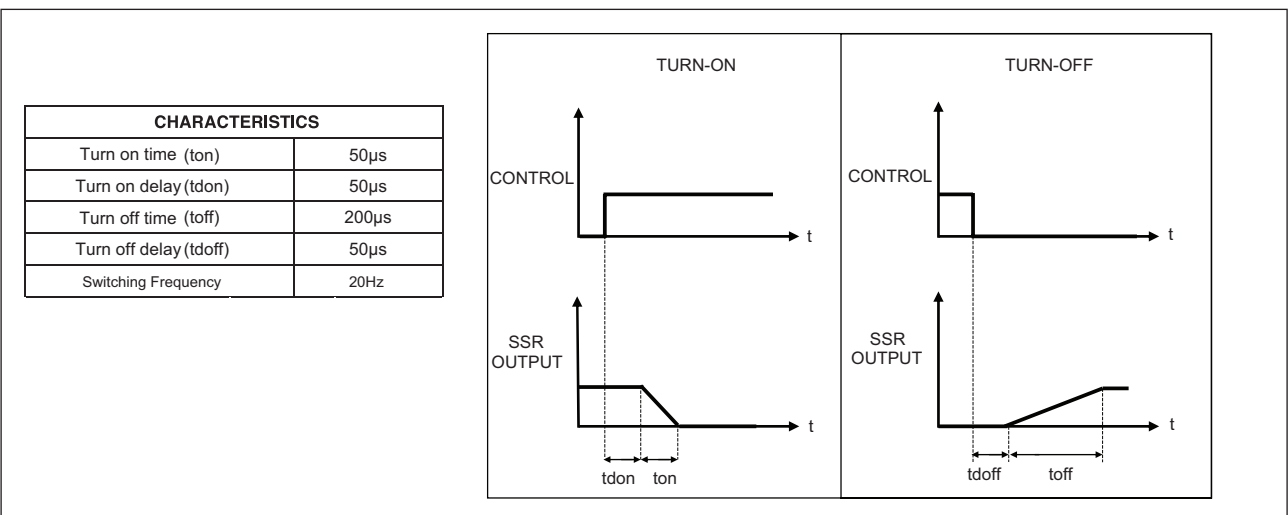 CHARACTERISTICS
Turn on time (ton) 50µs
Turn on delay (tdon) 50µs
Turn off time (toff) 200µs
Turn off delay (tdoff) 50µs
Switching Frequency 20Hz
TURN-ON
CONTROL
t
SSR
OUTPUT
t
tdon ton
TURN-OFF
CONTROL
t
SSR
OUTPUT
t
tdoff toff